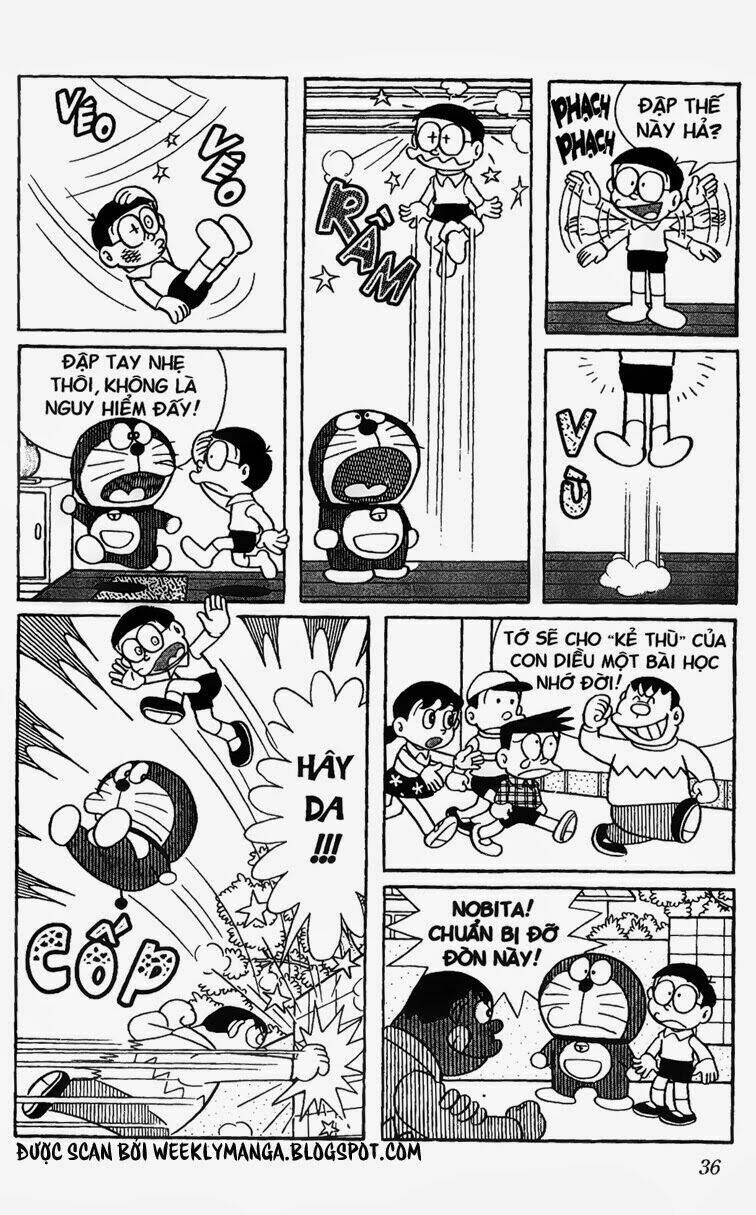 PHẠCH
PHẠCH
ĐẬP THẾ
NÀY HẢ?
VÙ
RẦM
VÈO
VÈO
ĐẬP TAY NHẸ
THÔI, KHÔNG LÀ
NGUY HIỂM ĐẤY!
TỚ SẼ CHO "KẺ THÙ" CỦA
CON DIỀU MỘT BÀI HỌC
NHỚ ĐỜI!
NOBITA!
CHUẨN BỊ ĐỠ
ĐÒN NÀY!
HÂY
DA
!!!
CỐP
ĐƯỢC SCAN BỞI WEEKLYMANGA.BLOGSPOT.COM
36